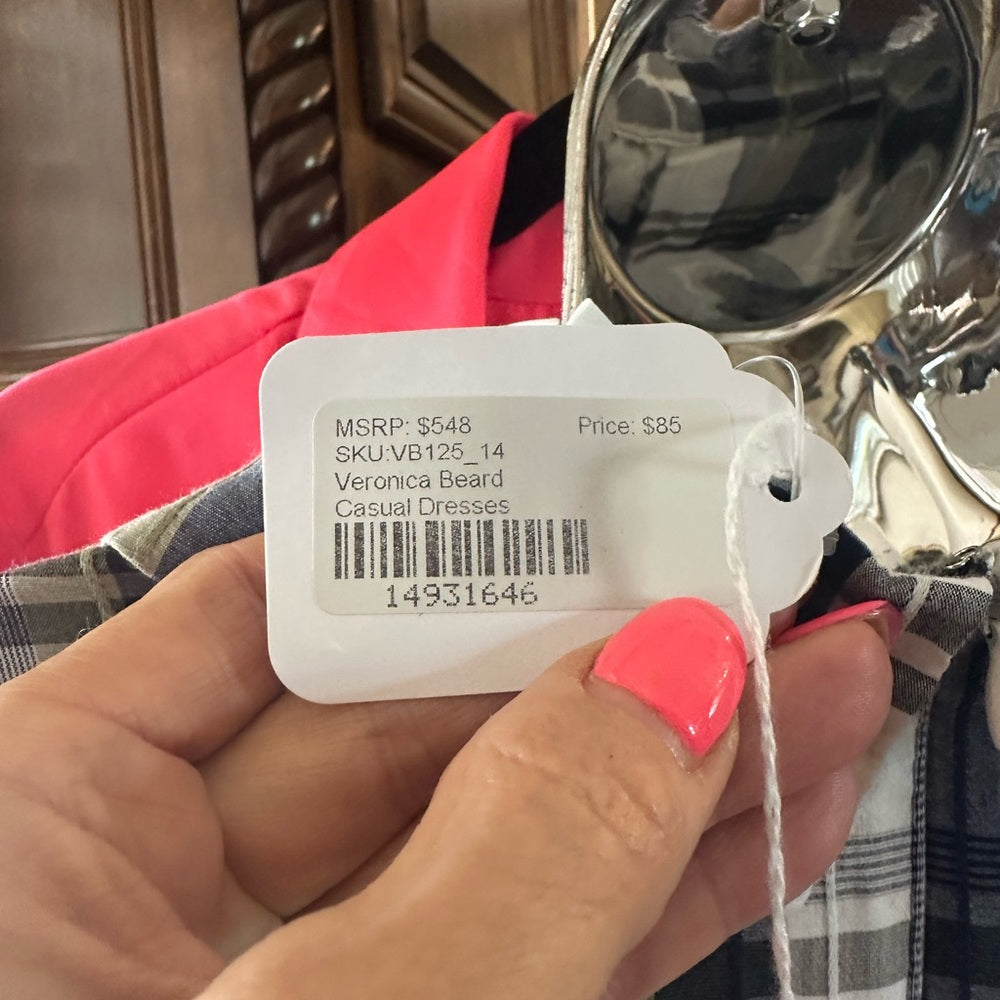 MSRP: $548 Price: $85
SKU:VB125_14
Veronica Beard
Casual Dresses
14931646